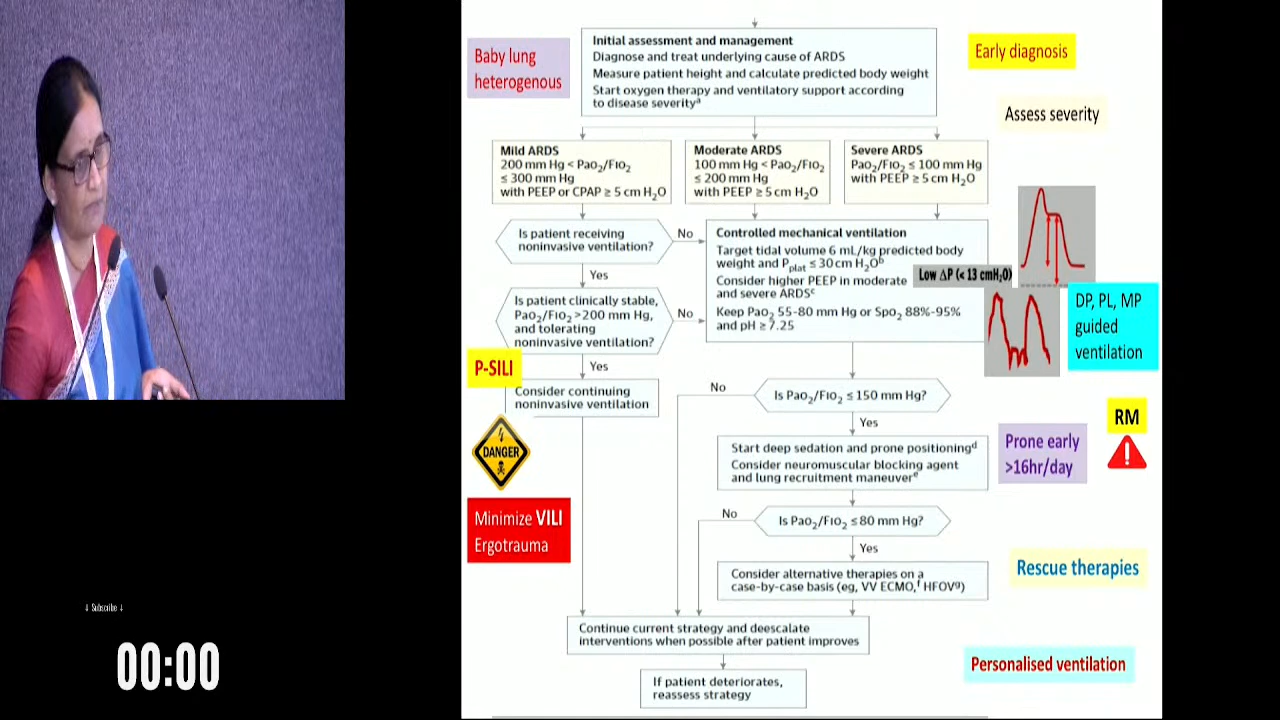 Baby lung
heterogenous
Initial assessment and management
Diagnose and treat underlying cause of ARDS
Measure patient height and calculate predicted body weight
Start oxygen therapy and ventilatory support according
to disease severityᵃ
Early diagnosis
Assess severity
Mild ARDS
200 mm Hg < PaO₂/FIO₂
≤ 300 mm Hg
with PEEP or CPAP ≥ 5 cm H₂O
Moderate ARDS
100 mm Hg < PaO₂/FIO₂
≤ 200 mm Hg
with PEEP ≥ 5 cm H₂O
Severe ARDS
PaO₂/FIO₂ ≤ 100 mm Hg
with PEEP ≥ 5 cm H₂O
Is patient receiving
noninvasive ventilation?
No
Yes
Controlled mechanical ventilation
Target tidal volume 6 mL/kg predicted body
weight and Pplat ≤ 30 cm H₂Oᵇ
Consider higher PEEP in moderate
and severe ARDSᶜ
Keep PaO₂ 55-80 mm Hg or SpO₂ 88%-95%
and pH ≥ 7.25
Low ΔP (< 13 cmH₂O)
DP, PL, MP
guided
ventilation
Is patient clinically stable,
PaO₂/FIO₂ >200 mm Hg,
and tolerating
noninvasive ventilation?
No
Yes
P-SILI
Consider continuing
noninvasive ventilation
DANGER
Minimize VILI
Ergotrauma
Is PaO₂/FIO₂ ≤ 150 mm Hg?
No
Yes
RM
Start deep sedation and prone positioningᵈ
Consider neuromuscular blocking agent
and lung recruitment maneuverᵉ
Prone early
>16hr/day
Is PaO₂/FIO₂ ≤ 80 mm Hg?
No
Yes
Consider alternative therapies on a
case-by-case basis (eg, VV ECMO,ᶠ HFOVᵍ)
Rescue therapies
Continue current strategy and deescalate
interventions when possible after patient improves
If patient deteriorates,
reassess strategy
Personalised ventilation
↓ Subscribe ↓
00:00